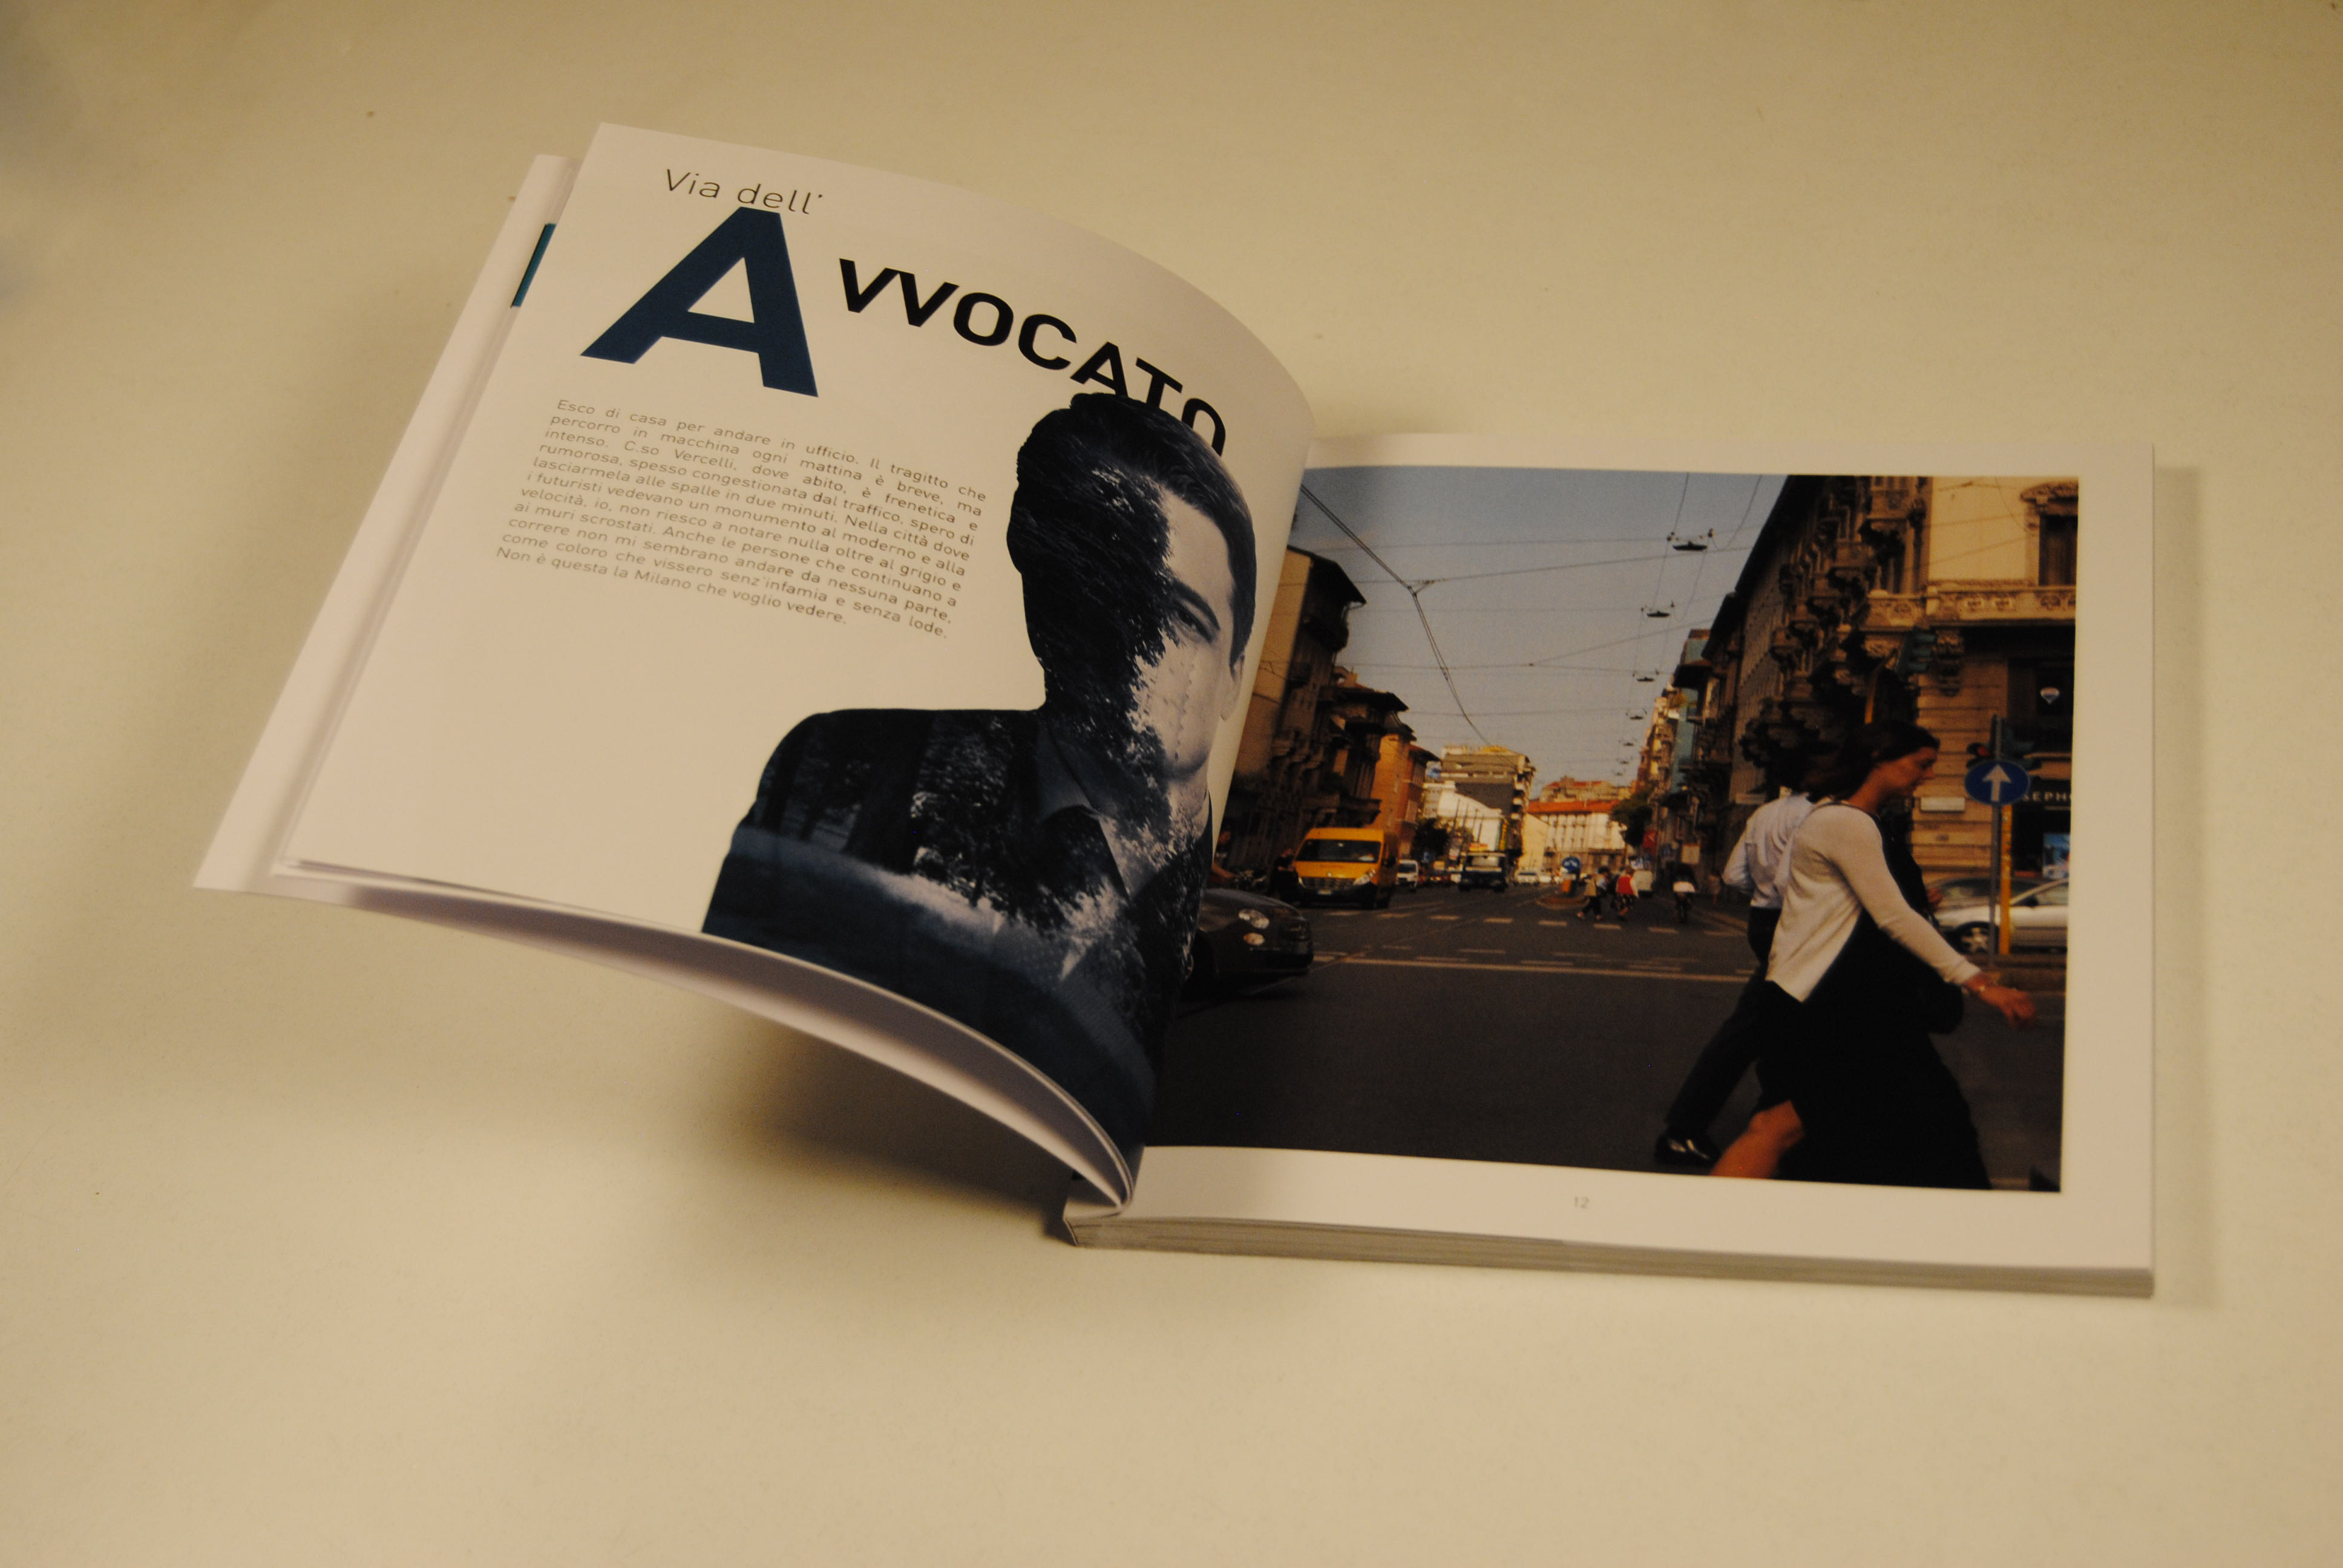 Via dell'
AVVOCATO
Esco di casa per andare in ufficio. Il tragitto che
percorro in macchina ogni mattina è breve, ma
intenso. C.so Vercelli, dove abito, è frenetica e
rumorosa, spesso congestionata dal traffico, spero di
lasciarmela alle spalle in due minuti. Nella città dove
i futuristi vedevano un monumento al moderno e alla
velocità, io, non riesco a notare nulla oltre al grigio e
ai muri scrostati. Anche le persone che continuano a
correre non mi sembrano andare da nessuna parte,
come coloro che vissero senz'infamia e senza lode.
Non è questa la Milano che voglio vedere.
SEPH
12